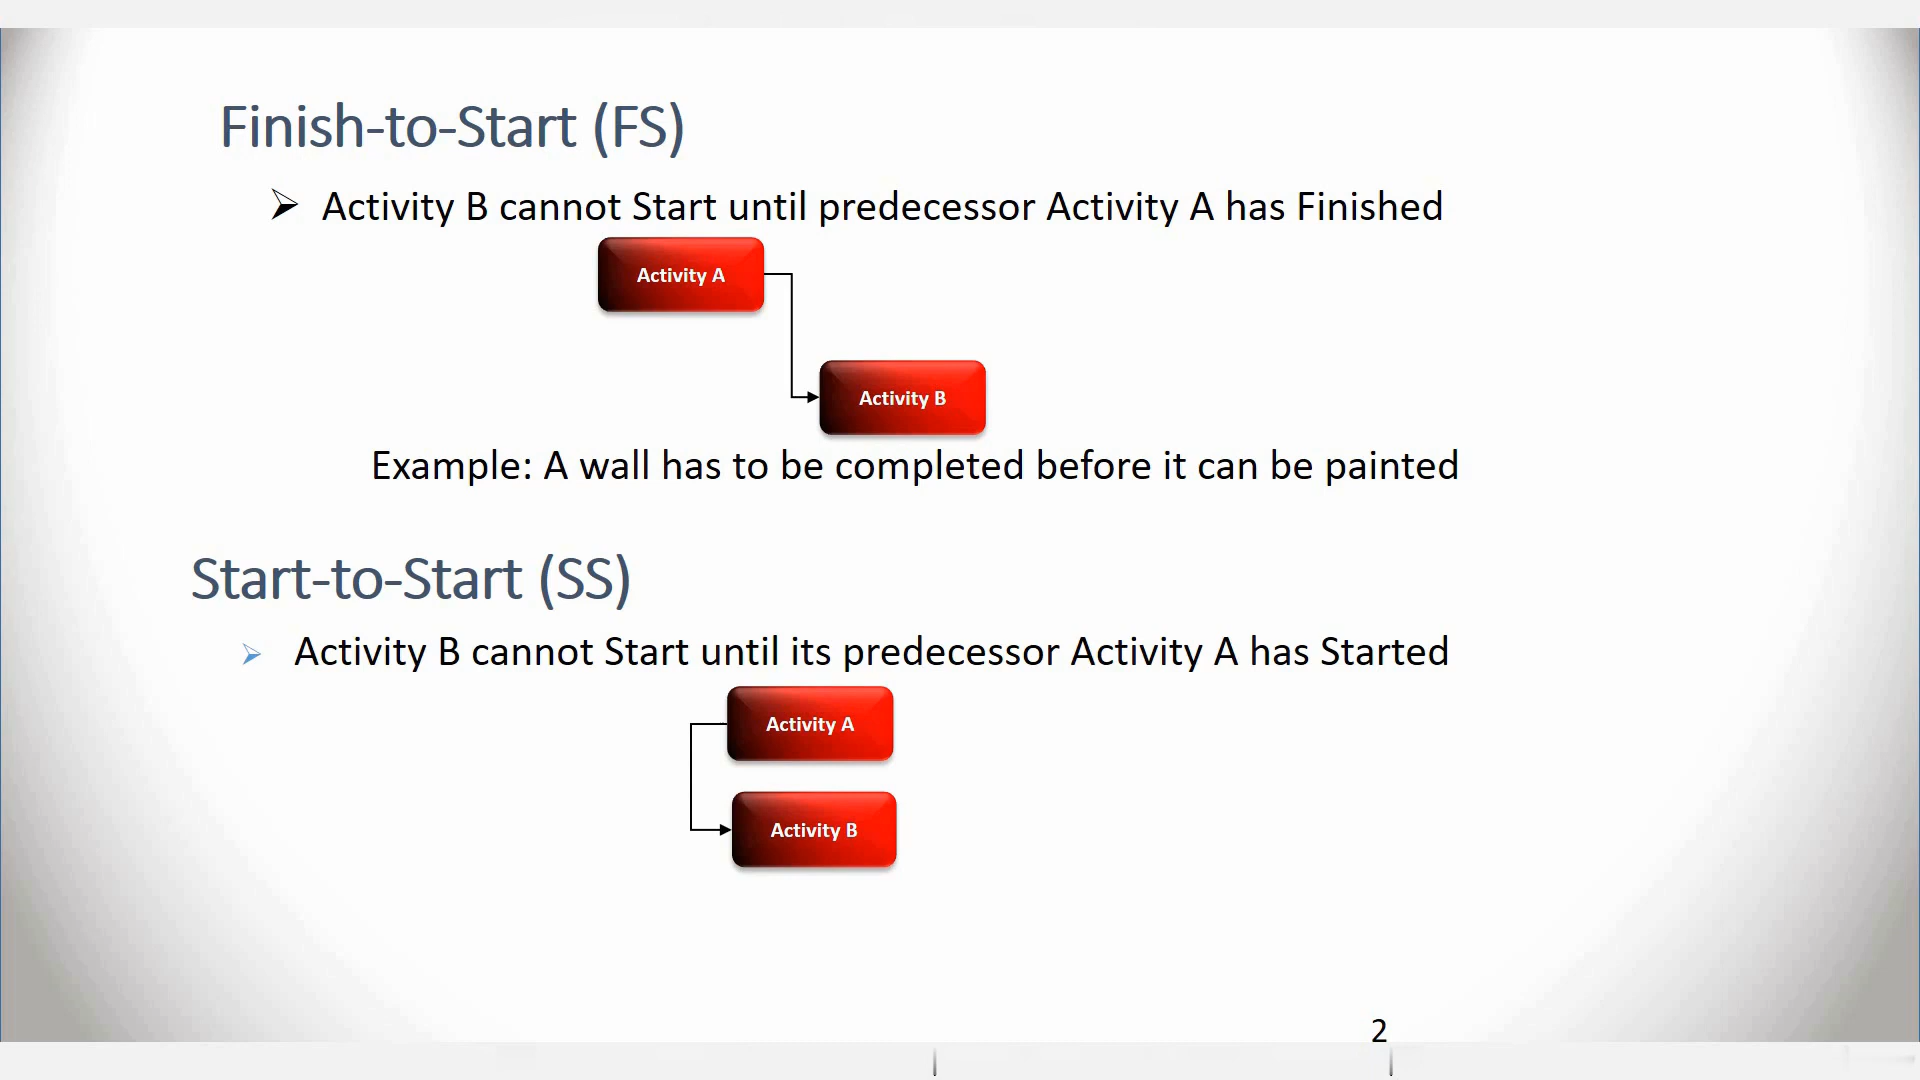 Finish-to-Start (FS)
Activity B cannot Start until predecessor Activity A has Finished
Activity A
Activity B
Example: A wall has to be completed before it can be painted
Start-to-Start (SS)
Activity B cannot Start until its predecessor Activity A has Started
Activity A
Activity B
2